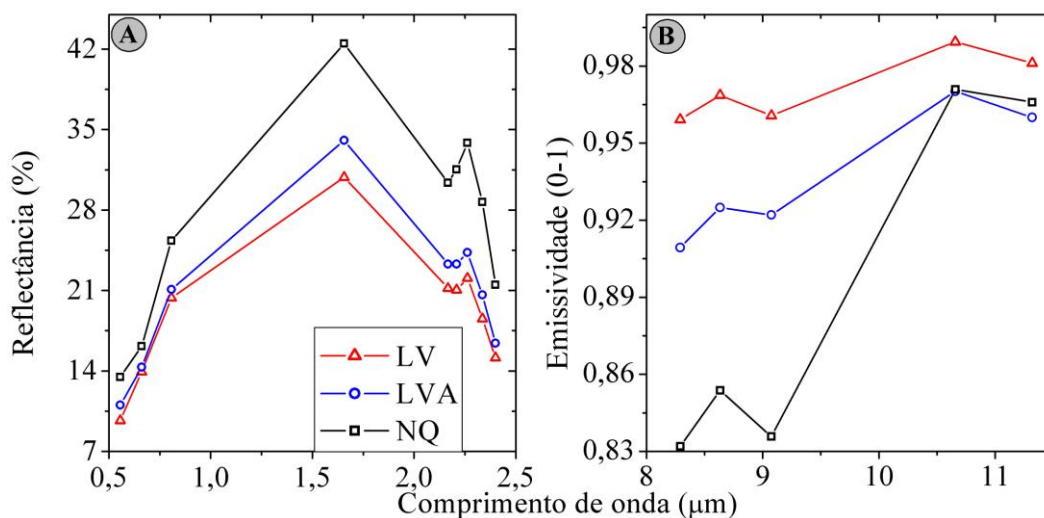 A
Reflectância (%)
42
35
28
21
14
7
0,5
1,0
1,5
2,0
2,5
LV
LVA
NQ
B
Emissividade (0-1)
0,98
0,95
0,92
0,89
0,86
0,83
8
9
10
11
Comprimento de onda (μm)